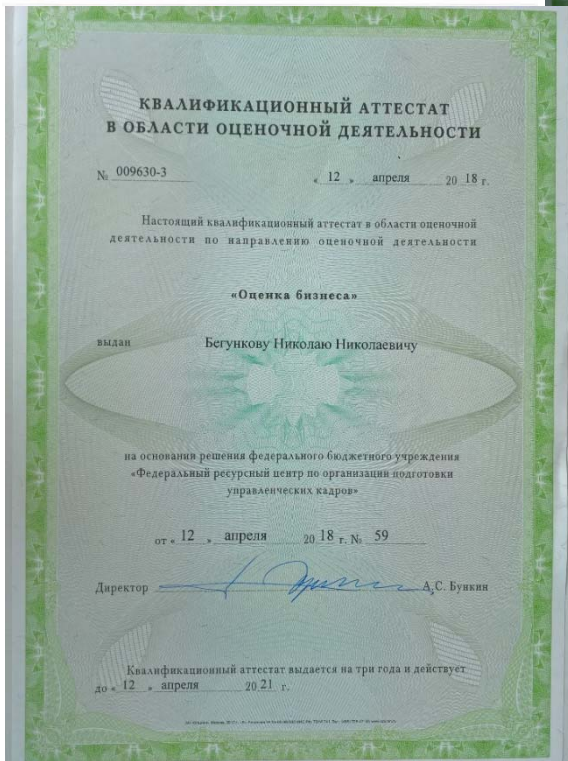 КВАЛИФИКАЦИОННЫЙ АТТЕСТАТ
В ОБЛАСТИ ОЦЕНОЧНОЙ ДЕЯТЕЛЬНОСТИ
№ 009630-3 « 12 » апреля 20 18 г.
Настоящий квалификационный аттестат в области оценочной
деятельности по направлению оценочной деятельности
«Оценка бизнеса»
выдан Бегункову Николаю Николаевичу
на основании решения федерального бюджетного учреждения
«Федеральный ресурсный центр по организации подготовки
управленческих кадров»
от « 12 » апреля 20 18 г. № 59
Директор А.С. Бункин
Квалификационный аттестат выдается на три года и действует
до « 12 » апреля 20 21 г.